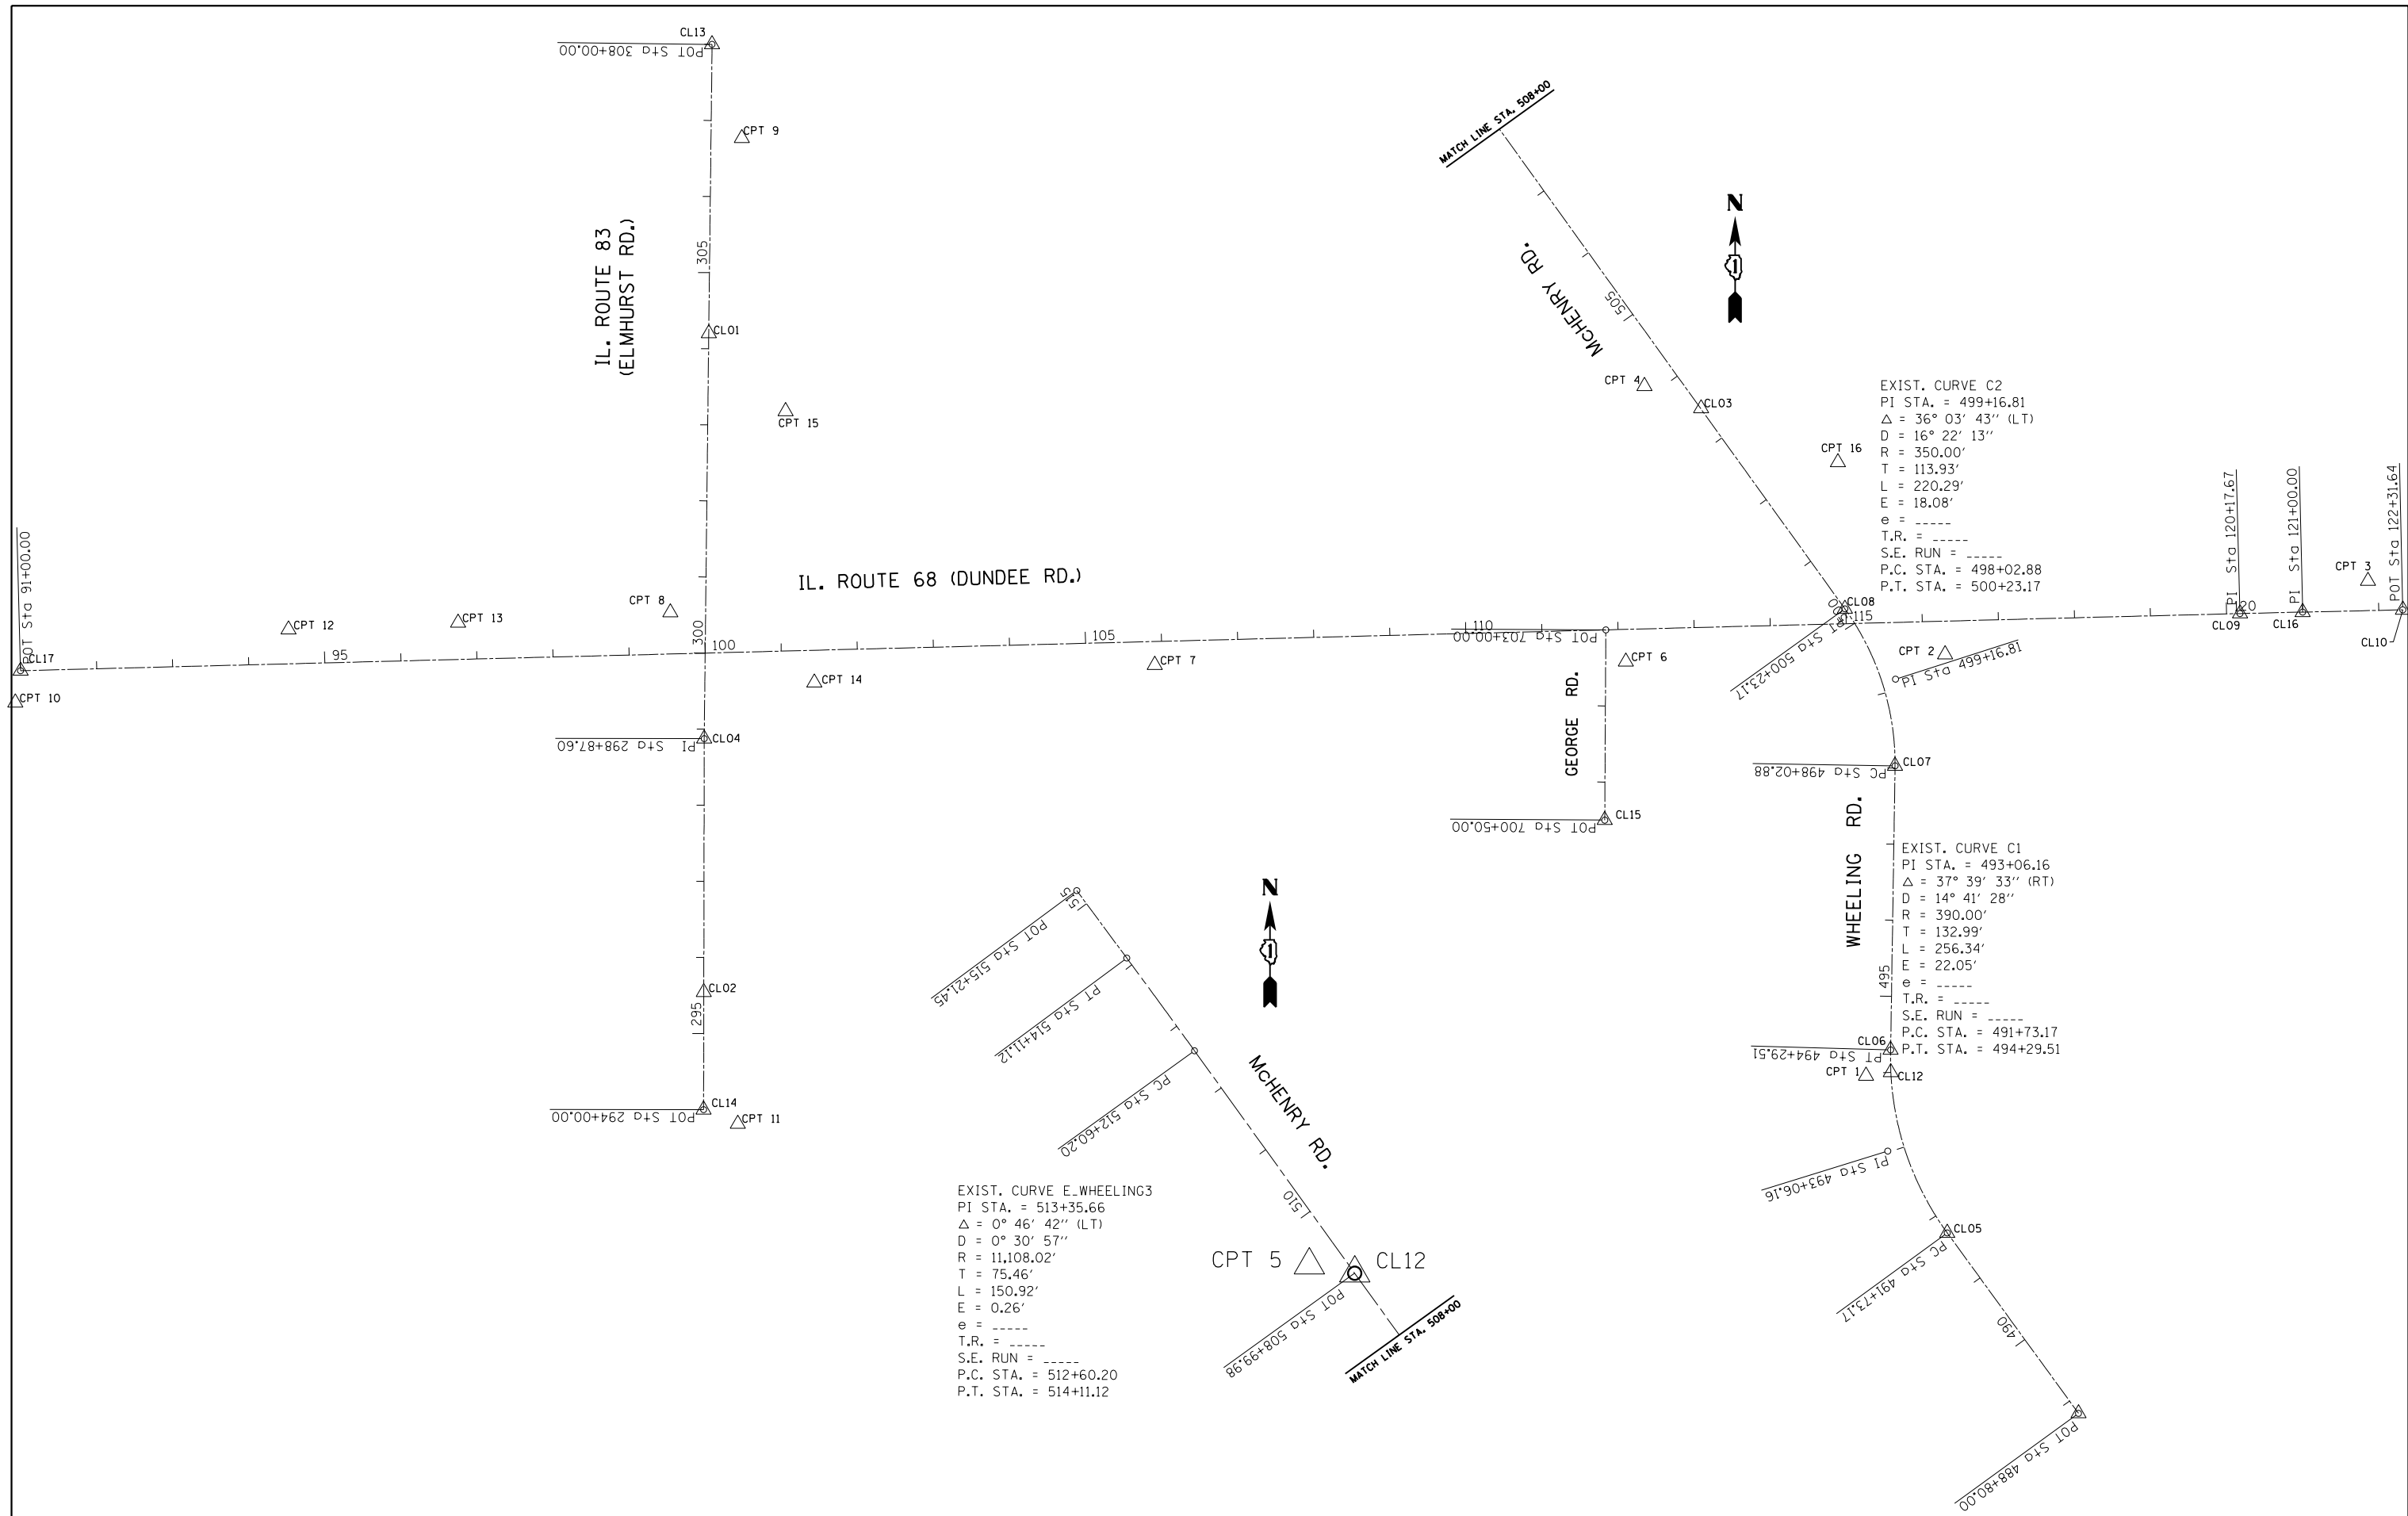 CL13
POT Sta 308+00.00
CPT 9
MATCH LINE STA. 508+00
N
IL. ROUTE 83
(ELMHURST RD.)
305
CL01
CPT 15
McHENRY RD.
505
CPT 4
CL03
CPT 16
EXIST. CURVE C2
PI STA. = 499+16.81
Δ = 36° 03' 43'' (LT)
D = 16° 22' 13''
R = 350.00'
T = 113.93'
L = 220.29'
E = 18.08'
e = -----
T.R. = -----
S.E. RUN = -----
P.C. STA. = 498+02.88
P.T. STA. = 500+23.17
POT Sta 91+00.00
CL17
CPT 10
CPT 12
95
CPT 13
CPT 8
300
100
IL. ROUTE 68 (DUNDEE RD.)
CPT 14
105
CPT 7
110
POT Sta 703+00.00
CPT 6
GEORGE RD.
POT Sta 700+50.00
CL15
CL08
500
115
PT Sta 500+23.17
CPT 2
PI Sta 499+16.81
PI Sta 120+17.67
120
CL09
PI Sta 121+00.00
CL16
CPT 3
POT Sta 122+31.64
CL10
PI Sta 298+87.60
CL04
PC Sta 498+02.88
CL07
WHEELING RD.
EXIST. CURVE C1
PI STA. = 493+06.16
Δ = 37° 39' 33'' (RT)
D = 14° 41' 28''
R = 390.00'
T = 132.99'
L = 256.34'
E = 22.05'
e = -----
T.R. = -----
S.E. RUN = -----
P.C. STA. = 491+73.17
P.T. STA. = 494+29.51
495
CL06
PT Sta 494+29.51
CPT 1
CL12
PI Sta 493+06.16
CL05
PC Sta 491+73.17
490
POT Sta 488+80.00
CL02
295
CL14
POT Sta 294+00.00
CPT 11
515
POT Sta 515+21.45
PT Sta 514+11.12
N
PC Sta 512+60.20
McHENRY RD.
510
EXIST. CURVE E_WHEELING3
PI STA. = 513+35.66
Δ = 0° 46' 42'' (LT)
D = 0° 30' 57''
R = 11,108.02'
T = 75.46'
L = 150.92'
E = 0.26'
e = -----
T.R. = -----
S.E. RUN = -----
P.C. STA. = 512+60.20
P.T. STA. = 514+11.12
CPT 5
CL12
POT Sta 508+99.98
MATCH LINE STA. 508+00